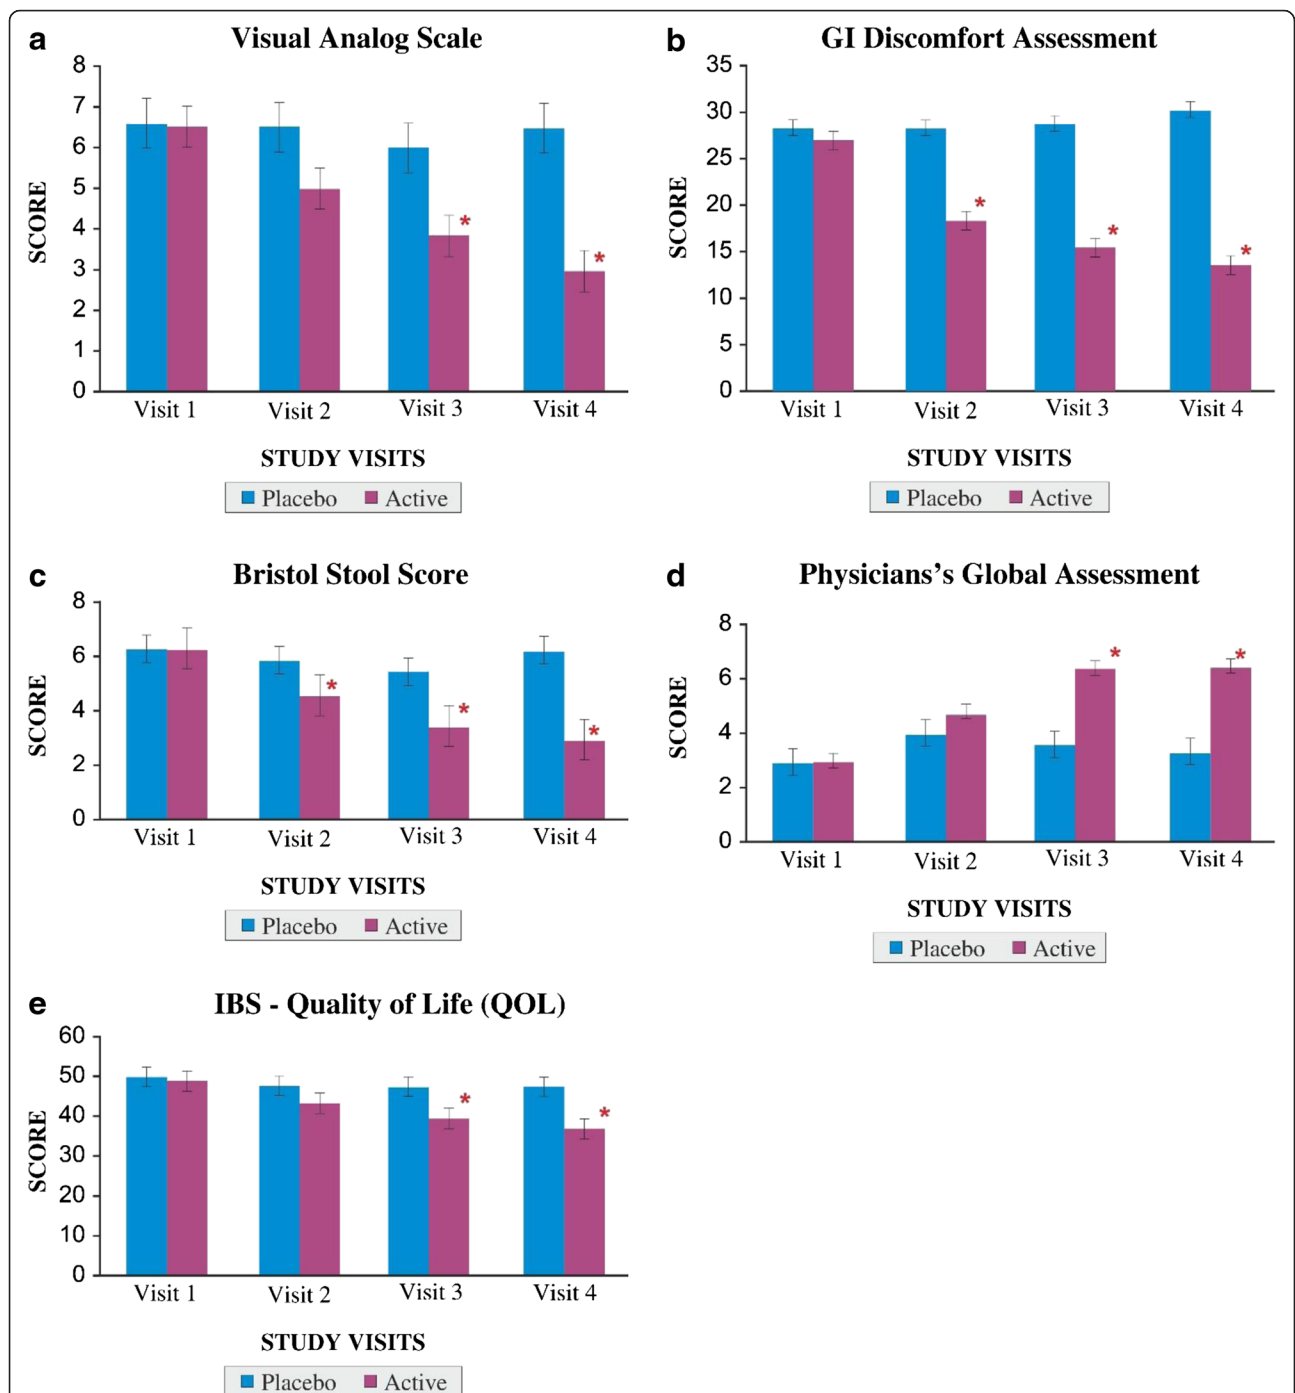 a
Visual Analog Scale
8
7
6
5
4
3
2
1
0
SCORE
*
*
Visit 1
Visit 2
Visit 3
Visit 4
STUDY VISITS
Placebo
Active
b
GI Discomfort Assessment
35
30
25
20
15
10
5
0
SCORE
*
*
*
Visit 1
Visit 2
Visit 3
Visit 4
STUDY VISITS
Placebo
Active
c
Bristol Stool Score
8
6
4
2
0
SCORE
*
*
*
Visit 1
Visit 2
Visit 3
Visit 4
STUDY VISITS
Placebo
Active
d
Physicians's Global Assessment
8
6
4
2
0
SCORE
*
*
Visit 1
Visit 2
Visit 3
Visit 4
STUDY VISITS
Placebo
Active
e
IBS - Quality of Life (QOL)
60
50
40
30
20
10
0
SCORE
*
*
Visit 1
Visit 2
Visit 3
Visit 4
STUDY VISITS
Placebo
Active